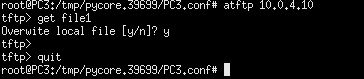 root@PC3:/tmp/pycore.39699/PC3.conf# atftp 10.0.4.10
tftp> get file1
Overwite local file [y/n]? y
tftp>
tftp> quit
root@PC3:/tmp/pycore.39699/PC3.conf#